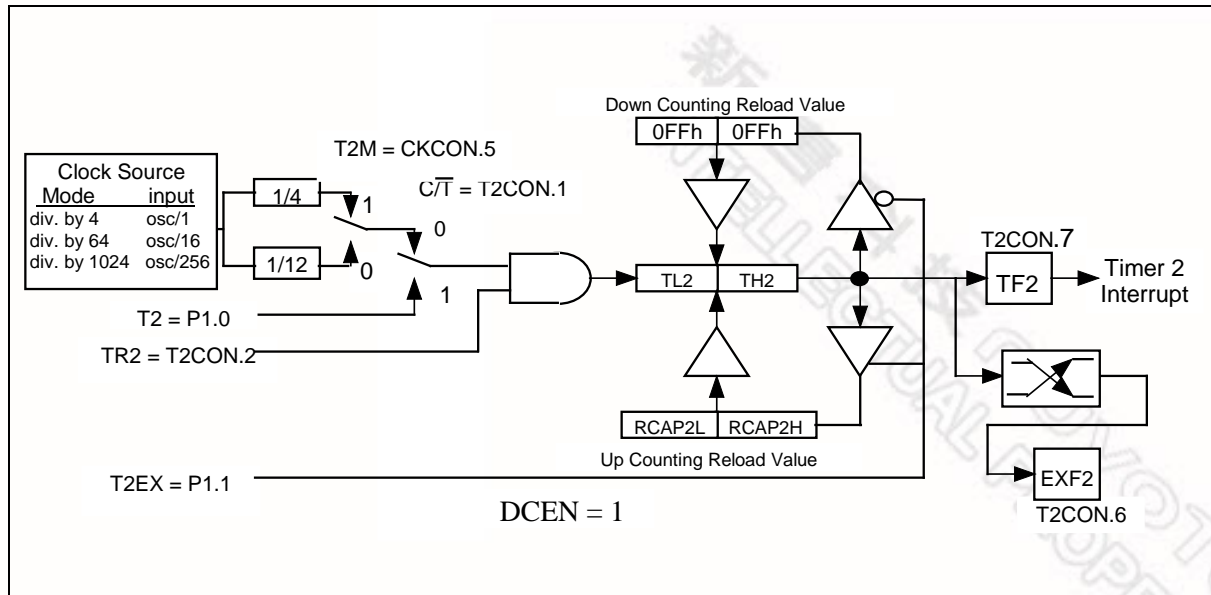 Down Counting Reload Value
0FFh 0FFh
T2M = CKCON.5
C/T̅ = T2CON.1
Clock Source
Mode input
div. by 4 osc/1
div. by 64 osc/16
div. by 1024 osc/256
1/4
1
0
1/12
0
1
T2 = P1.0
TR2 = T2CON.2
TL2 TH2
T2CON.7
TF2
Timer 2
Interrupt
RCAP2L RCAP2H
Up Counting Reload Value
T2EX = P1.1
DCEN = 1
EXF2
T2CON.6